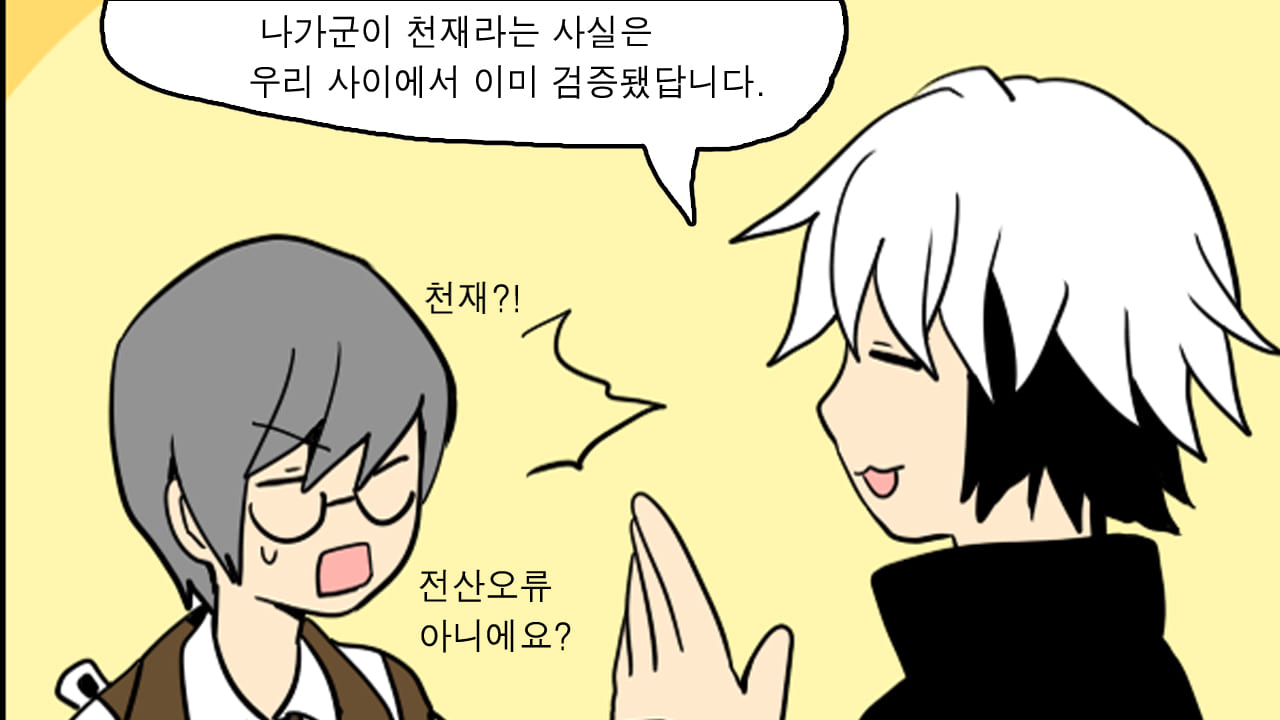 나가군이 천재라는 사실은
우리 사이에서 이미 검증됐답니다.
천재?!
전산오류
아니에요?